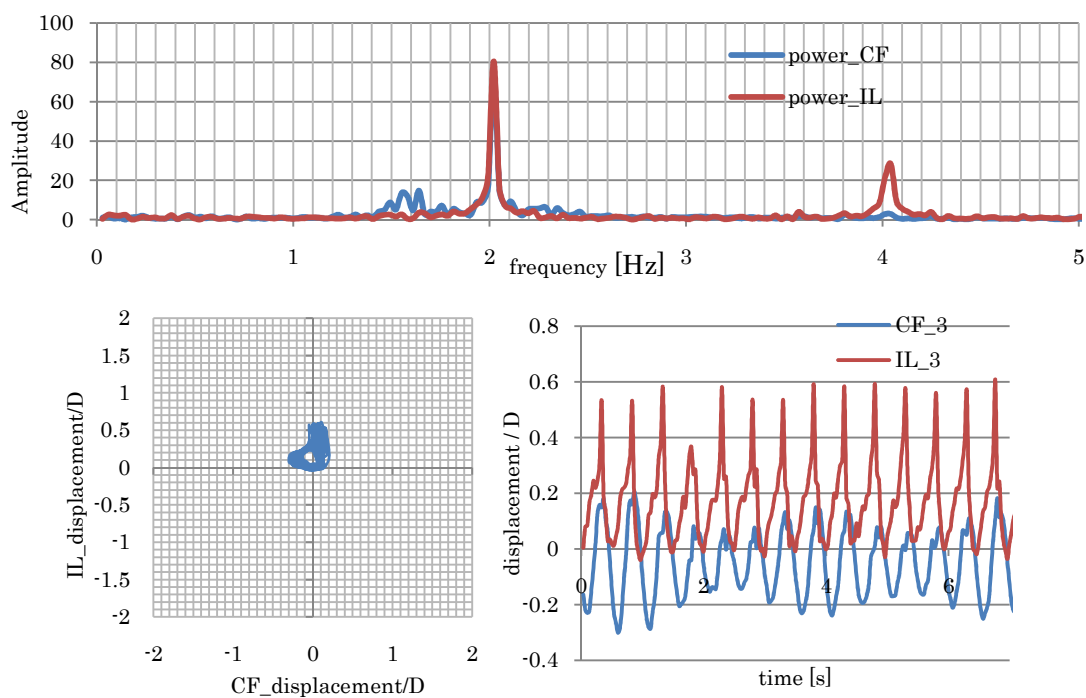 100
80
60
40
20
0
Amplitude
power_CF
power_IL
0 1 2 3 4 5
frequency [Hz]
2
1.5
1
0.5
0
-0.5
-1
-1.5
-2
IL_displacement/D
-2 -1 0 1 2
CF_displacement/D
0.8
0.6
0.4
0.2
0
-0.2
-0.4
displacement / D
CF_3
IL_3
0 2 4 6
time [s]